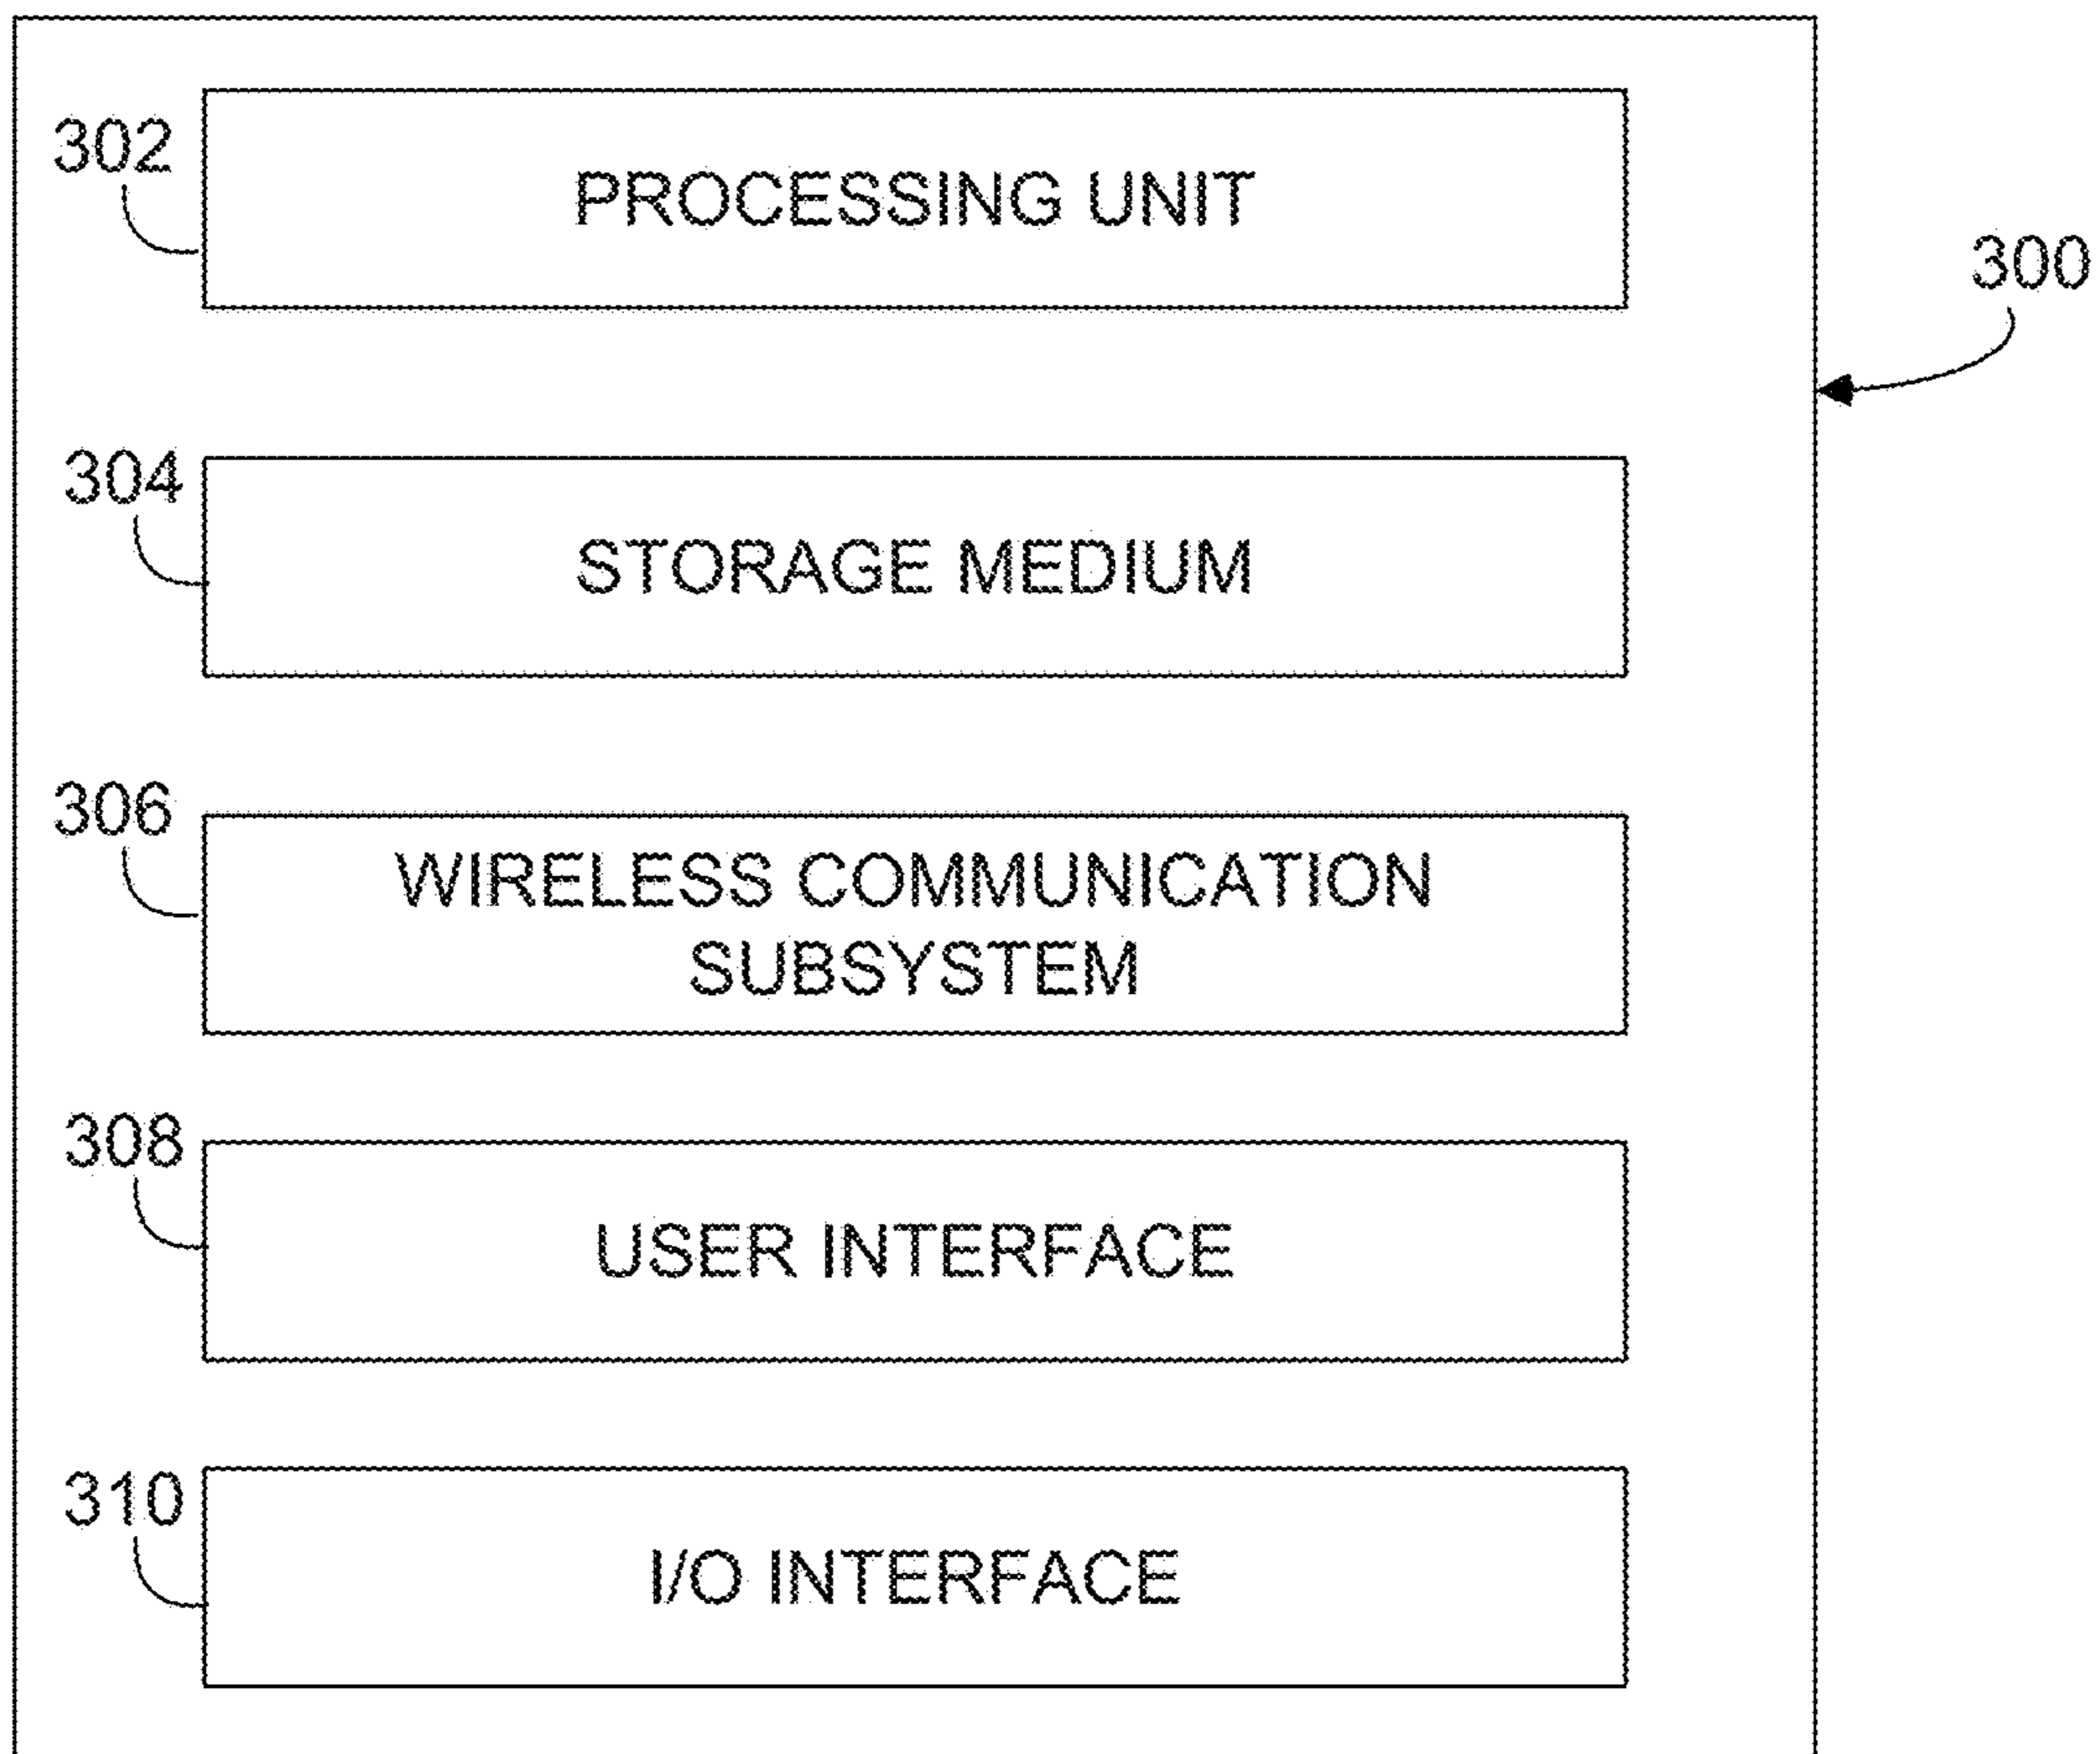 302
PROCESSING UNIT
300
304
STORAGE MEDIUM
306
WIRELESS COMMUNICATION
SUBSYSTEM
308
USER INTERFACE
310
I/O INTERFACE